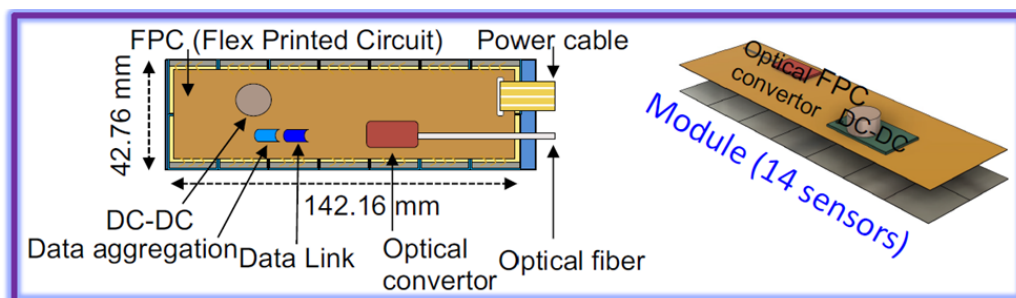 FPC (Flex Printed Circuit)
Power cable
42.76 mm
142.16 mm
DC-DC
Data aggregation
Data Link
Optical
convertor
Optical fiber
Optical
convertor
FPC
DC-DC
Module (14 sensors)